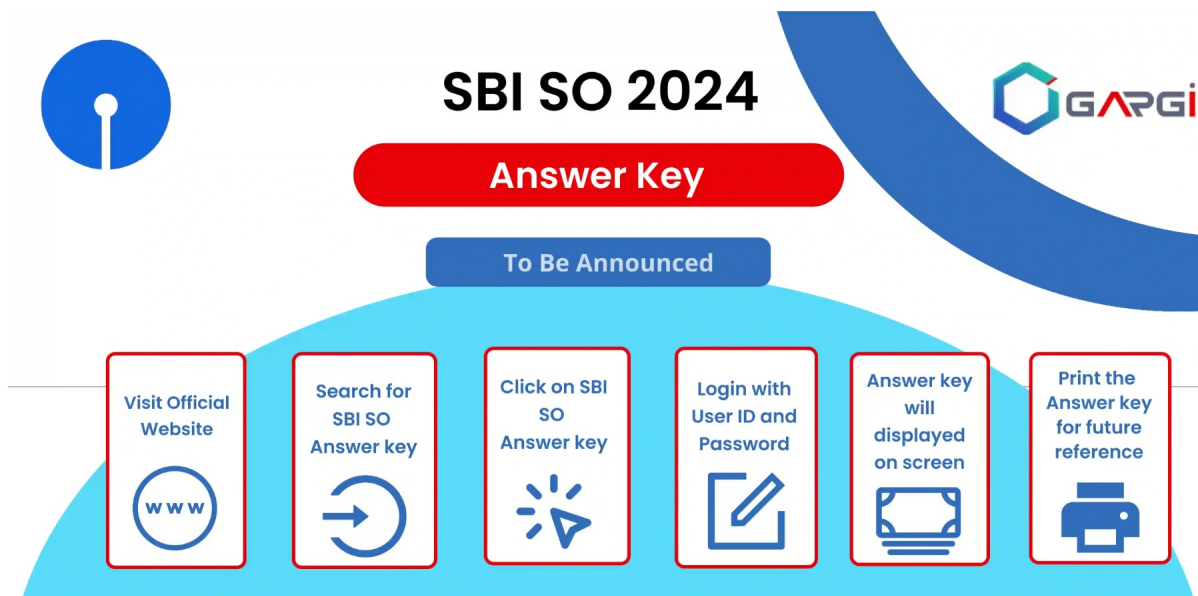 SBI SO 2024
GARGi
Answer Key
To Be Announced
Visit Official
Website
www
Search for
SBI SO
Answer key
Click on SBI
SO
Answer key
Login with
User ID and
Password
Answer key
will
displayed
on screen
Print the
Answer key
for future
reference